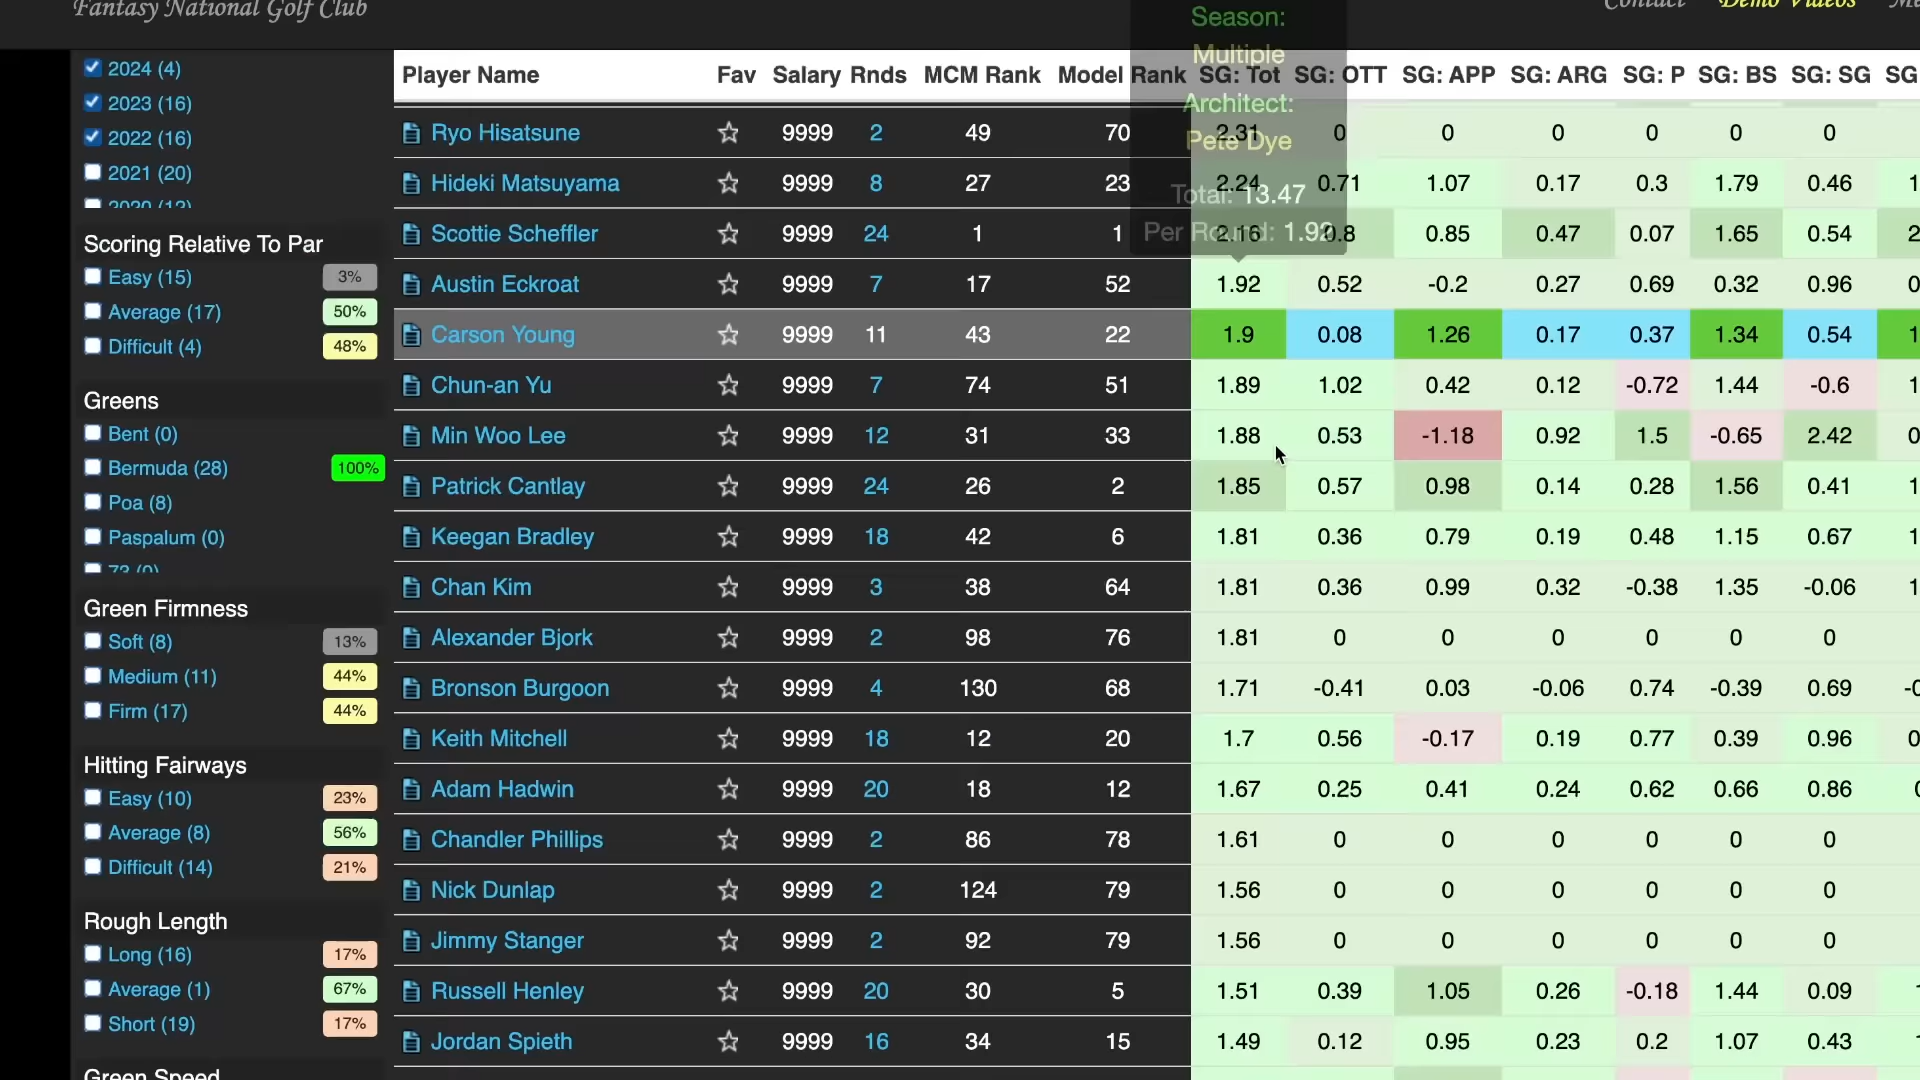 Fantasy National Golf Club
Contact Demo Videos
Season:
Multiple
Architect:
Pete Dye
Total: 13.47
Per Round: 1.92
2024 (4)
2023 (16)
2022 (16)
2021 (20)
2020 (12)
Scoring Relative To Par
Easy (15) 3%
Average (17) 50%
Difficult (4) 48%
Greens
Bent (0)
Bermuda (28) 100%
Poa (8)
Paspalum (0)
73 (0)
Green Firmness
Soft (8) 13%
Medium (11) 44%
Firm (17) 44%
Hitting Fairways
Easy (10) 23%
Average (8) 56%
Difficult (14) 21%
Rough Length
Long (16) 17%
Average (1) 67%
Short (19) 17%
Green Speed
Player Name Fav Salary Rnds MCM Rank Model Rank SG: Tot SG: OTT SG: APP SG: ARG SG: P SG: BS SG: SG SG
Ryo Hisatsune 9999 2 49 70 2.31 0 0 0 0 0 0
Hideki Matsuyama 9999 8 27 23 2.24 0.71 1.07 0.17 0.3 1.79 0.46 1
Scottie Scheffler 9999 24 1 1 2.16 0.8 0.85 0.47 0.07 1.65 0.54 2
Austin Eckroat 9999 7 17 52 1.92 0.52 -0.2 0.27 0.69 0.32 0.96 0
Carson Young 9999 11 43 22 1.9 0.08 1.26 0.17 0.37 1.34 0.54 1
Chun-an Yu 9999 7 74 51 1.89 1.02 0.42 0.12 -0.72 1.44 -0.6 1
Min Woo Lee 9999 12 31 33 1.88 0.53 -1.18 0.92 1.5 -0.65 2.42 0
Patrick Cantlay 9999 24 26 2 1.85 0.57 0.98 0.14 0.28 1.56 0.41 1
Keegan Bradley 9999 18 42 6 1.81 0.36 0.79 0.19 0.48 1.15 0.67 1
Chan Kim 9999 3 38 64 1.81 0.36 0.99 0.32 -0.38 1.35 -0.06 1
Alexander Bjork 9999 2 98 76 1.81 0 0 0 0 0 0
Bronson Burgoon 9999 4 130 68 1.71 -0.41 0.03 -0.06 0.74 -0.39 0.69 -0
Keith Mitchell 9999 18 12 20 1.7 0.56 -0.17 0.19 0.77 0.39 0.96 0
Adam Hadwin 9999 20 18 12 1.67 0.25 0.41 0.24 0.62 0.66 0.86 0
Chandler Phillips 9999 2 86 78 1.61 0 0 0 0 0 0
Nick Dunlap 9999 2 124 79 1.56 0 0 0 0 0 0
Jimmy Stanger 9999 2 92 79 1.56 0 0 0 0 0 0
Russell Henley 9999 20 30 5 1.51 0.39 1.05 0.26 -0.18 1.44 0.09
Jordan Spieth 9999 16 34 15 1.49 0.12 0.95 0.23 0.2 1.07 0.43